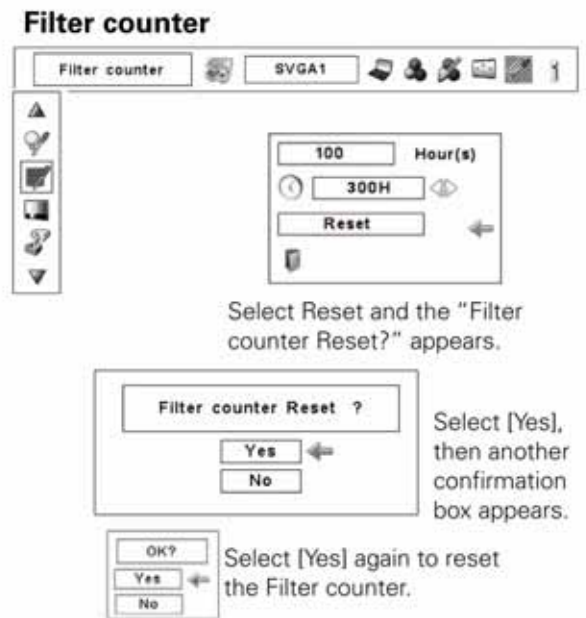 Filter counter
Filter counter
SVGA1
100 Hour(s)
300H
Reset
Select Reset and the "Filter
counter Reset?" appears.
Filter counter Reset ?
Yes
No
Select [Yes],
then another
confirmation
box appears.
OK?
Yes
No
Select [Yes] again to reset
the Filter counter.